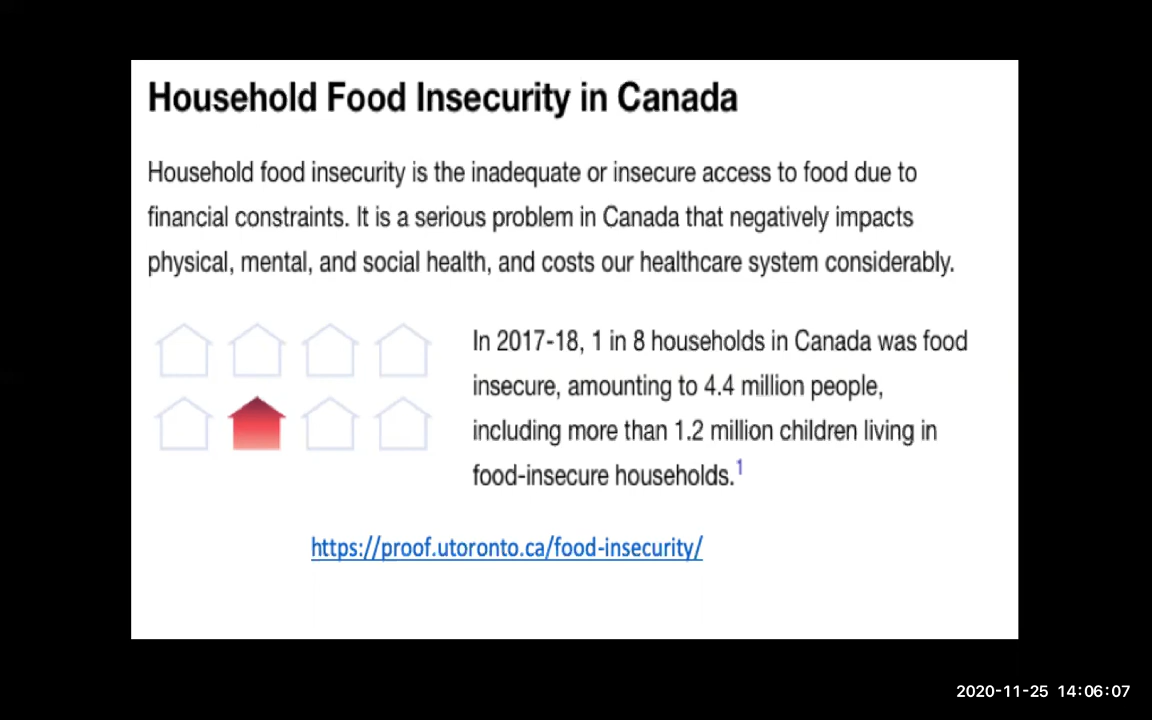 Household Food Insecurity in Canada
Household food insecurity is the inadequate or insecure access to food due to
financial constraints. It is a serious problem in Canada that negatively impacts
physical, mental, and social health, and costs our healthcare system considerably.
In 2017-18, 1 in 8 households in Canada was food
insecure, amounting to 4.4 million people,
including more than 1.2 million children living in
food-insecure households.1
https://proof.utoronto.ca/food-insecurity/
2020-11-25 14:06:07